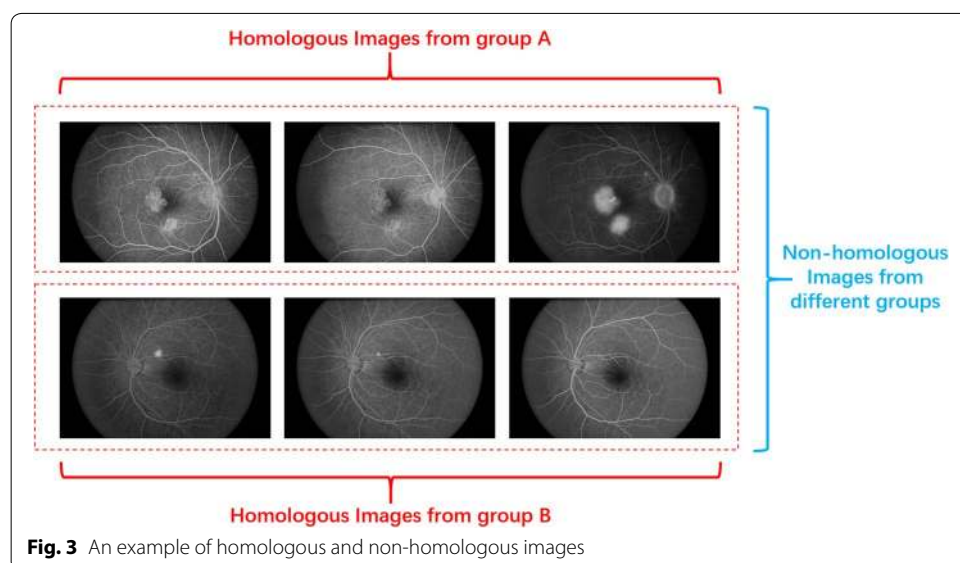 Homologous Images from group A
Non-homologous
Images from
different groups
Homologous Images from group B
Fig. 3 An example of homologous and non-homologous images